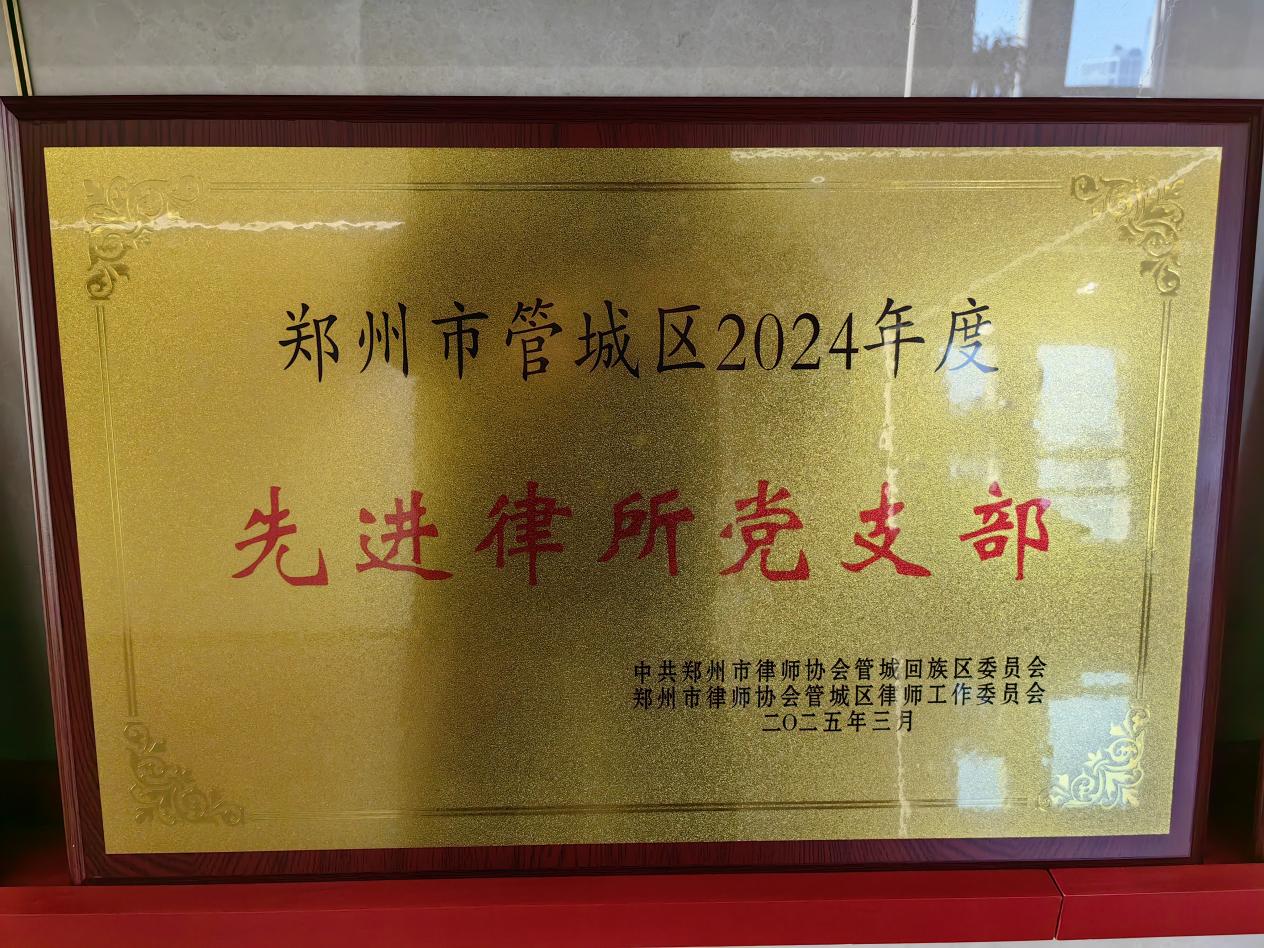 郑州市管城区2024年度
先进律所党支部
中共郑州市律师协会管城回族区委员会
郑州市律师协会管城区律师工作委员会
二〇二五年三月